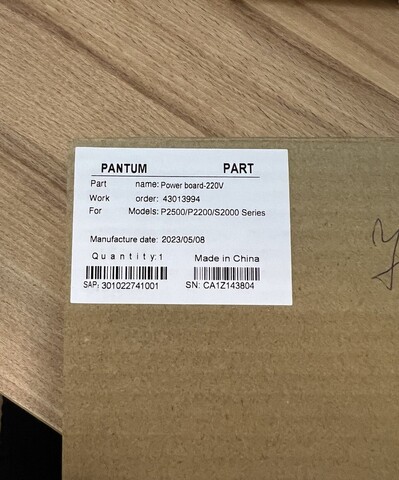 PANTUM PART
Part name: Power board-220V
Work order: 43013994
For Models: P2500/P2200/S2000 Series
Manufacture date: 2023/05/08
Quantity:1 Made in China
SAP: 301022741001 SN: CA1Z143804